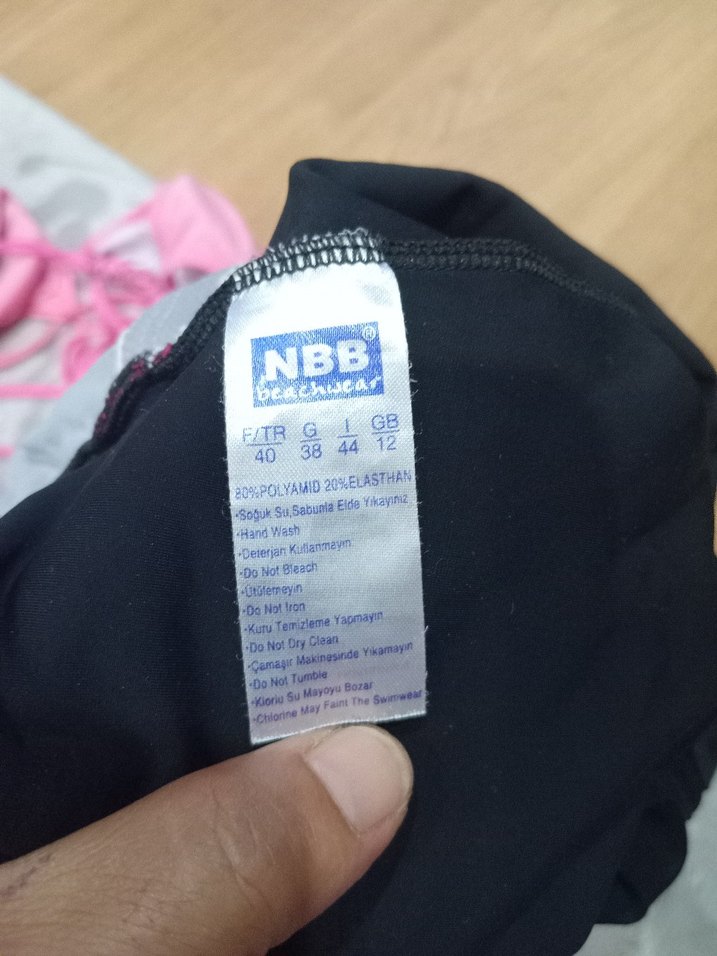 NBB®
beachwear
F/TR G I GB
40 38 44 12
80%POLYAMID 20%ELASTHAN
·Soğuk Su,Sabunla Elde Yıkayınız
·Hand Wash
·Deterjan Kullanmayın
·Do Not Bleach
·Ütülemeyin
·Do Not Iron
·Kuru Temizleme Yapmayın
·Do Not Dry Clean
·Çamaşır Makinesinde Yıkamayın
·Do Not Tumble
·Klorlu Su Mayoyu Bozar
·Chlorine May Faint The Swimwear